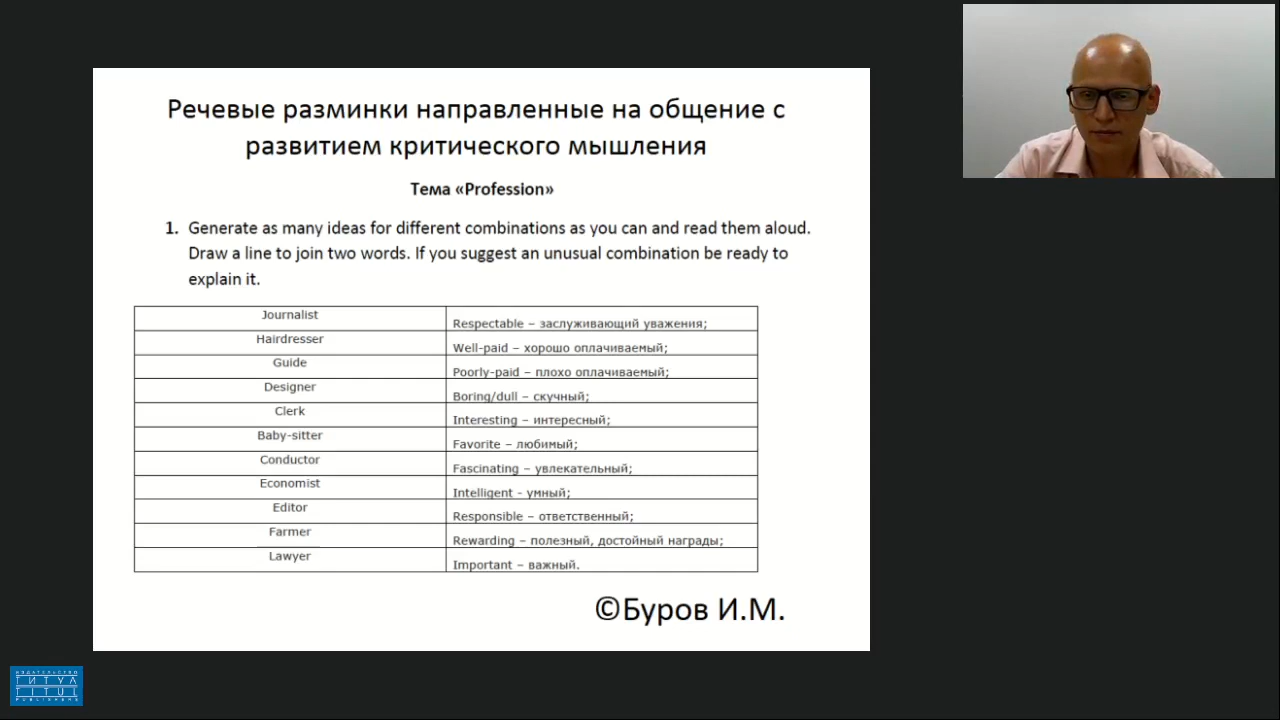 Речевые разминки направленные на общение с
развитием критического мышления
Тема «Profession»
1. Generate as many ideas for different combinations as you can and read them aloud.
Draw a line to join two words. If you suggest an unusual combination be ready to
explain it.
Journalist
Respectable – заслуживающий уважения;
Hairdresser
Well-paid – хорошо оплачиваемый;
Guide
Poorly-paid – плохо оплачиваемый;
Designer
Boring/dull – скучный;
Clerk
Interesting – интересный;
Baby-sitter
Favorite – любимый;
Conductor
Fascinating – увлекательный;
Economist
Intelligent - умный;
Editor
Responsible – ответственный;
Farmer
Rewarding – полезный, достойный награды;
Lawyer
Important – важный.
©Буров И.М.
ИЗДАТЕЛЬСТВО
ТИТУЛ
TITUL
PUBLISHERS